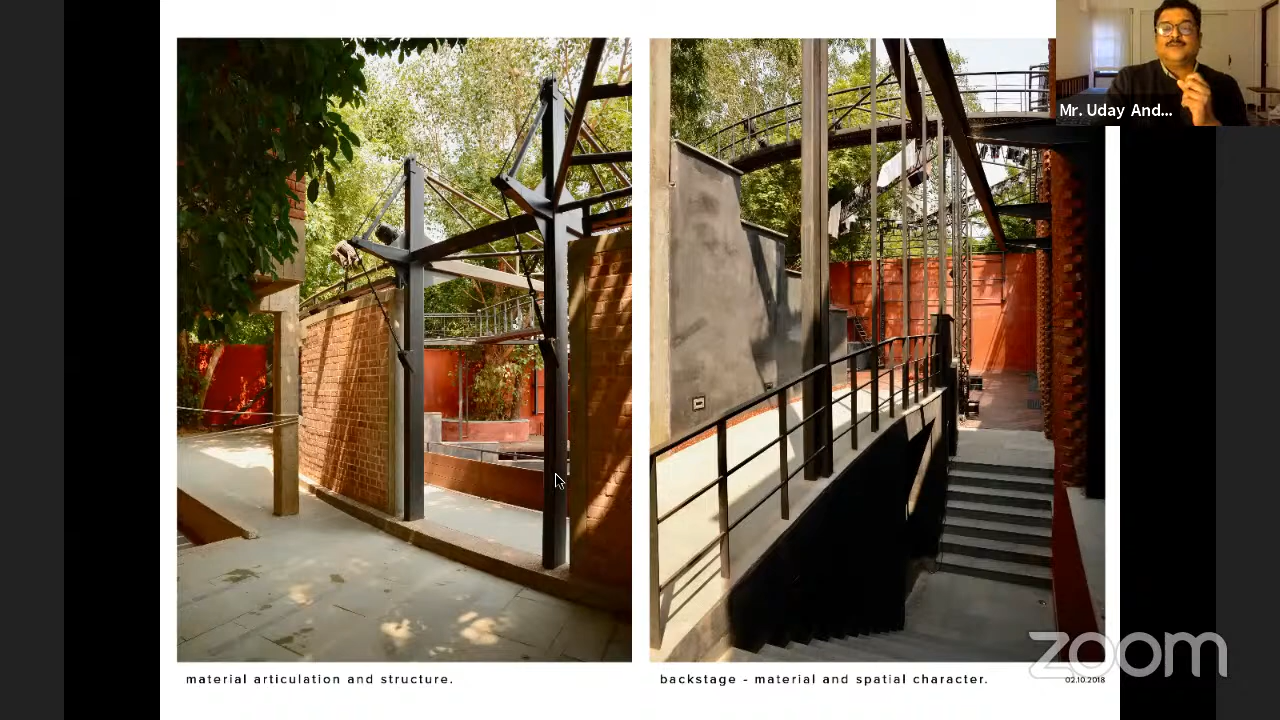 Mr. Uday And...
material articulation and structure.
backstage - material and spatial character.
02.10.2018
zoom